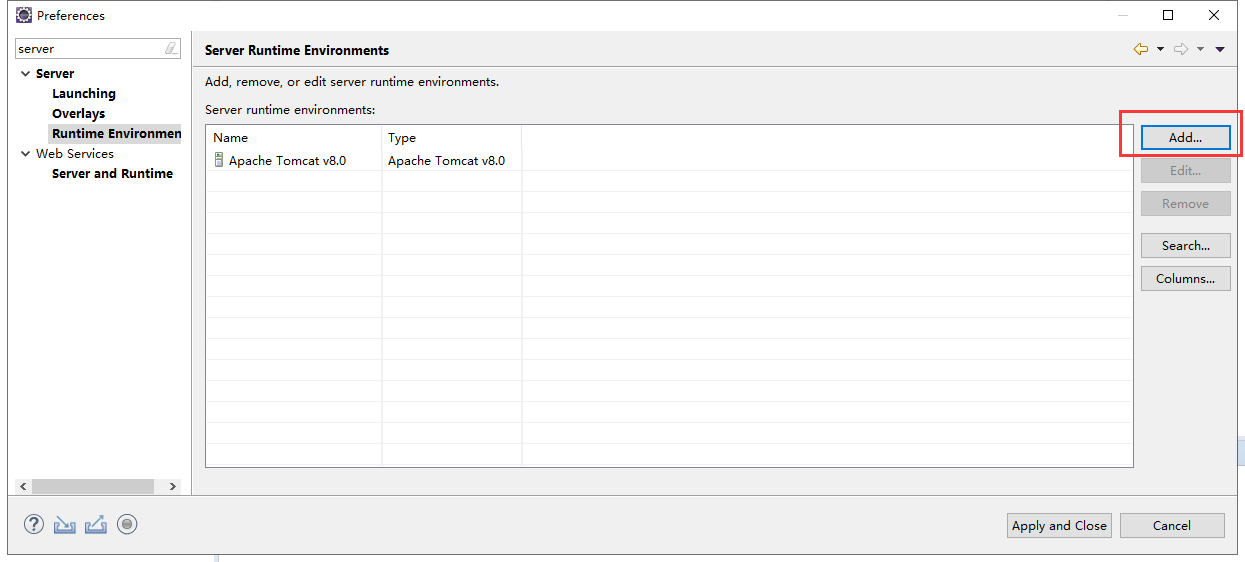 Preferences
server
Server
Launching
Overlays
Runtime Environmen
Web Services
Server and Runtime
Server Runtime Environments
Add, remove, or edit server runtime environments.
Server runtime environments:
Name Type
Apache Tomcat v8.0 Apache Tomcat v8.0
Add...
Edit...
Remove
Search...
Columns...
? Apply and Close Cancel